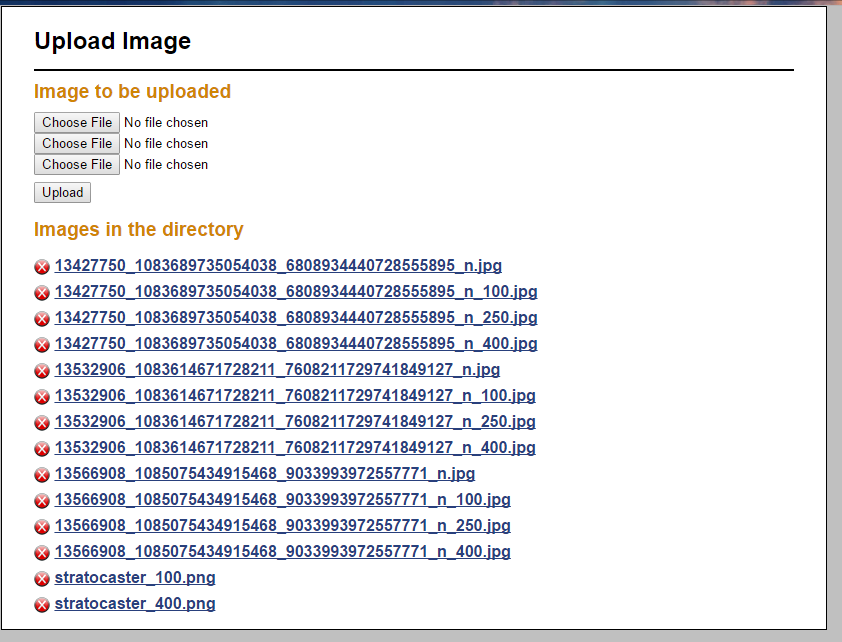 Upload Image
Image to be uploaded
Choose File No file chosen
Choose File No file chosen
Choose File No file chosen
Upload
Images in the directory
13427750_1083689735054038_6808934440728555895_n.jpg
13427750_1083689735054038_6808934440728555895_n_100.jpg
13427750_1083689735054038_6808934440728555895_n_250.jpg
13427750_1083689735054038_6808934440728555895_n_400.jpg
13532906_1083614671728211_7608211729741849127_n.jpg
13532906_1083614671728211_7608211729741849127_n_100.jpg
13532906_1083614671728211_7608211729741849127_n_250.jpg
13532906_1083614671728211_7608211729741849127_n_400.jpg
13566908_1085075434915468_9033993972557771_n.jpg
13566908_1085075434915468_9033993972557771_n_100.jpg
13566908_1085075434915468_9033993972557771_n_250.jpg
13566908_1085075434915468_9033993972557771_n_400.jpg
stratocaster_100.png
stratocaster_400.png